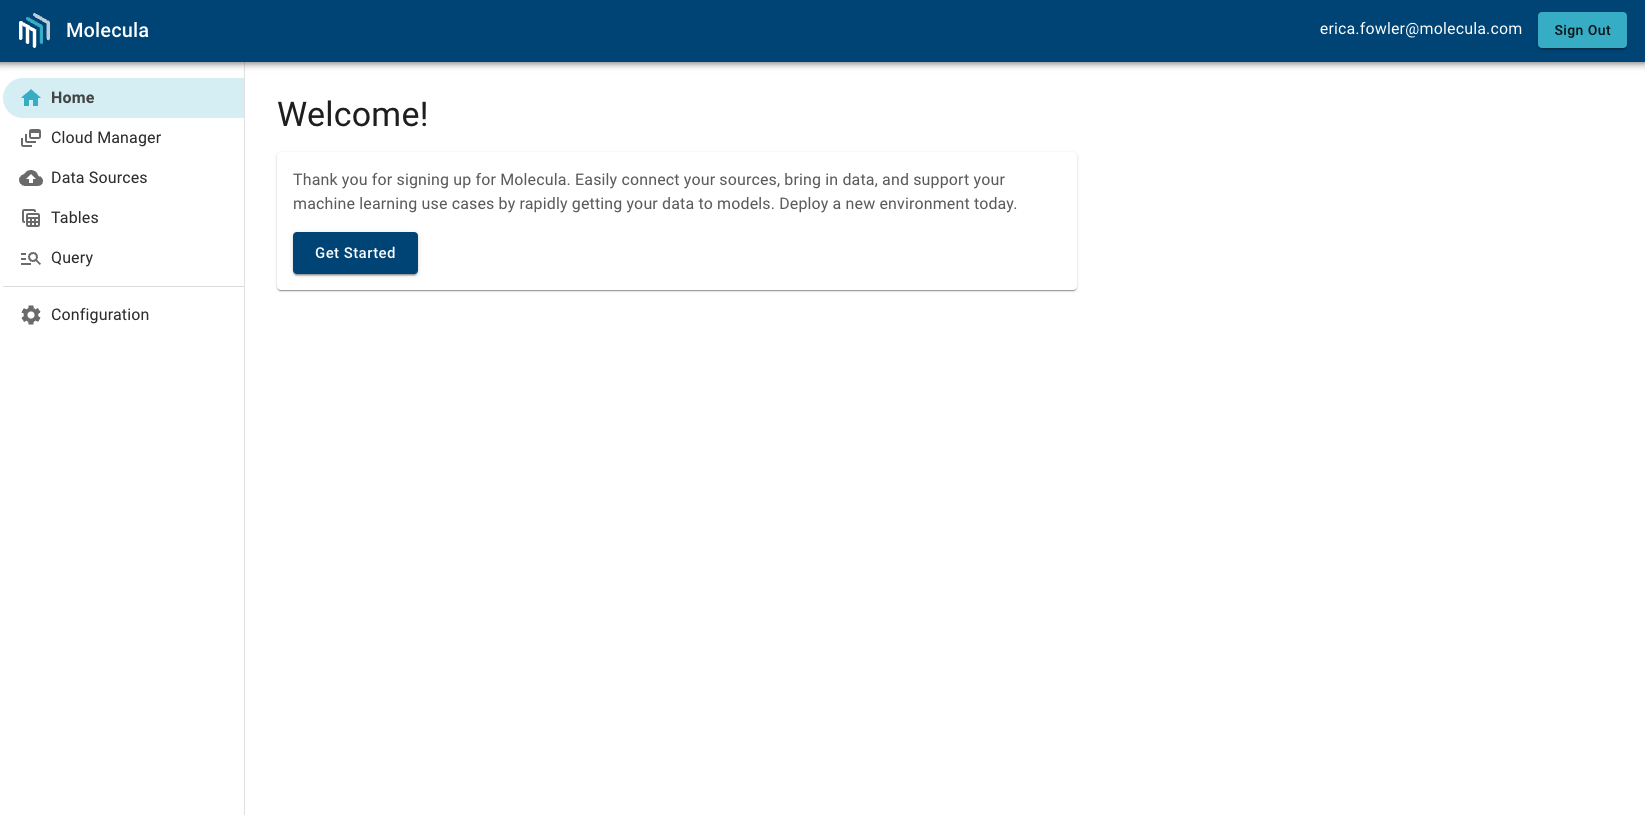 Molecula
erica.fowler@molecula.com
Sign Out
Home
Cloud Manager
Data Sources
Tables
Query
Configuration
Welcome!
Thank you for signing up for Molecula. Easily connect your sources, bring in data, and support your
machine learning use cases by rapidly getting your data to models. Deploy a new environment today.
Get Started